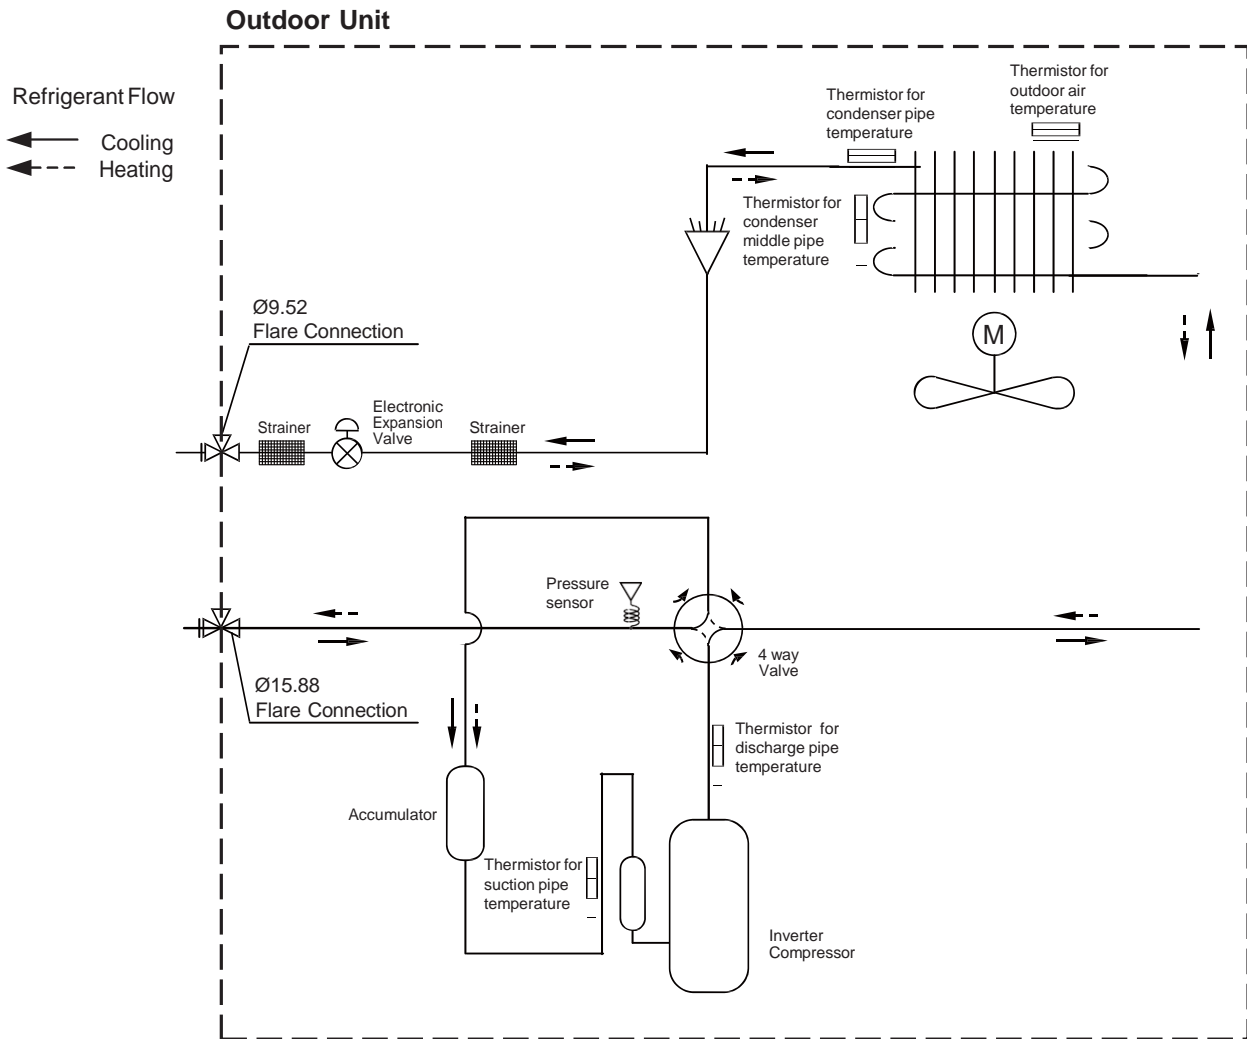 Outdoor Unit
Refrigerant Flow
Cooling
Heating
Thermistor for
outdoor air
temperature
Thermistor for
condenser pipe
temperature
Thermistor for
condenser
middle pipe
temperature
M
Ø9.52
Flare Connection
Strainer
Electronic
Expansion
Valve
Strainer
Pressure
sensor
4 way
Valve
Ø15.88
Flare Connection
Thermistor for
discharge pipe
temperature
Accumulator
Thermistor for
suction pipe
temperature
Inverter
Compressor